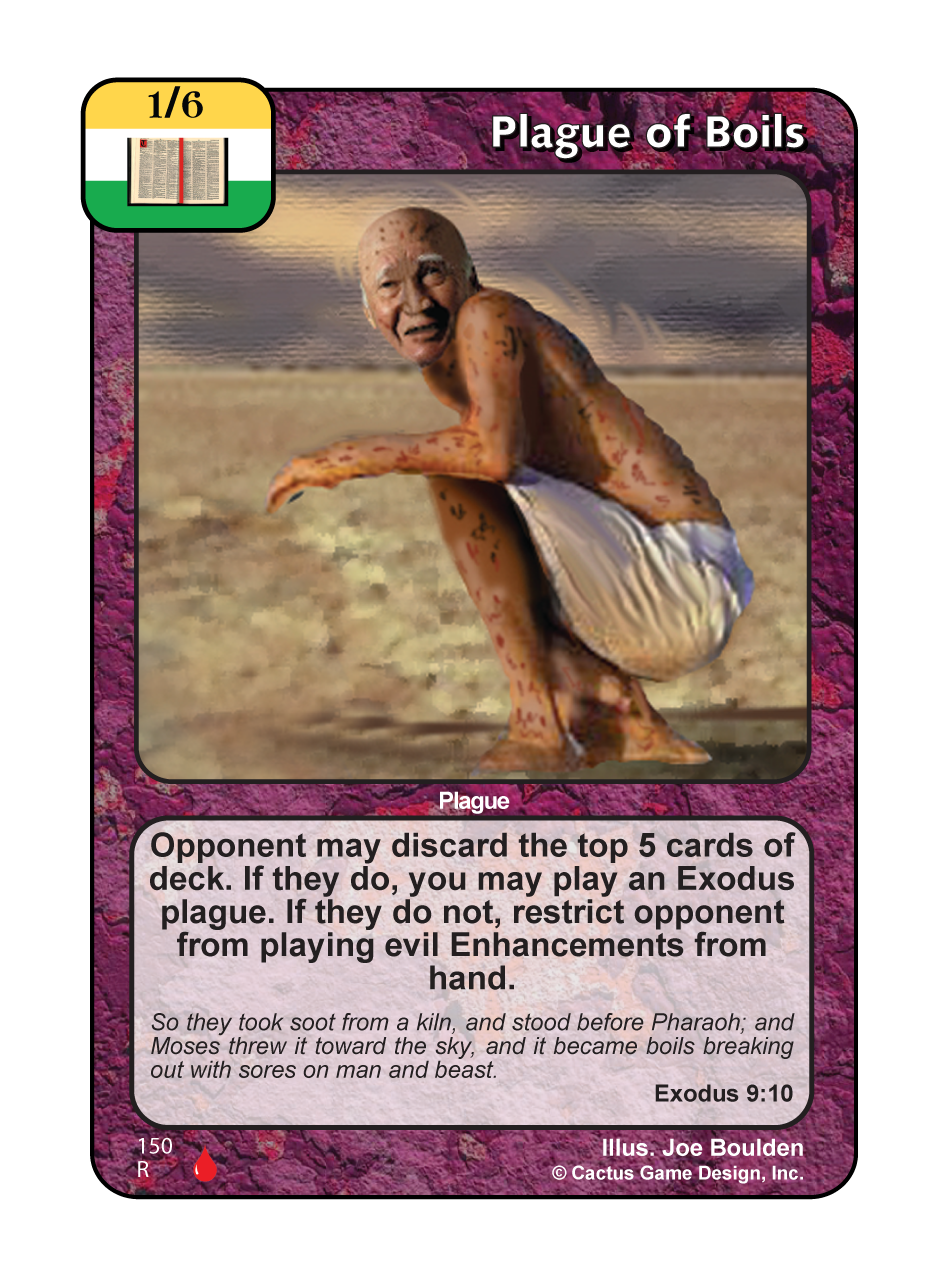 1/6
Plague of Boils
Plague
Opponent may discard the top 5 cards of
deck. If they do, you may play an Exodus
plague. If they do not, restrict opponent
from playing evil Enhancements from
hand.
So they took soot from a kiln, and stood before Pharaoh; and
Moses threw it toward the sky, and it became boils breaking
out with sores on man and beast.
Exodus 9:10
150
R
Illus. Joe Boulden
© Cactus Game Design, Inc.